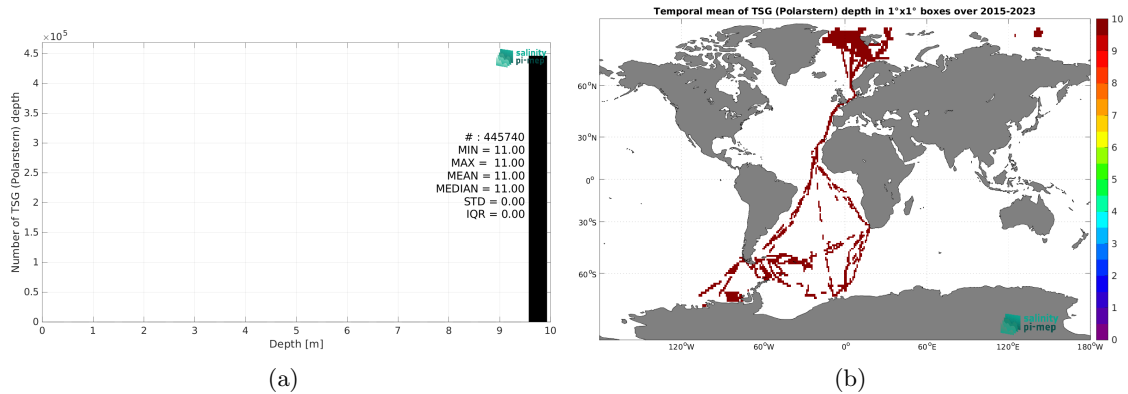 Temporal mean of TSG (Polarstern) depth in 1°x1° boxes over 2015-2023
×10⁵
4.5
4
3.5
3
2.5
2
1.5
1
0.5
0
Number of TSG (Polarstern) depth
salinity
pi-mep
# : 445740
MIN = 11.00
MAX = 11.00
MEAN = 11.00
MEDIAN = 11.00
STD = 0.00
IQR = 0.00
0 1 2 3 4 5 6 7 8 9 10
Depth [m]
(a)
60°N
30°N
0°
30°S
60°S
120°W 60°W 0° 60°E 120°E 180°W
salinity
pi-mep
10
9
8
7
6
5
4
3
2
1
0
(b)